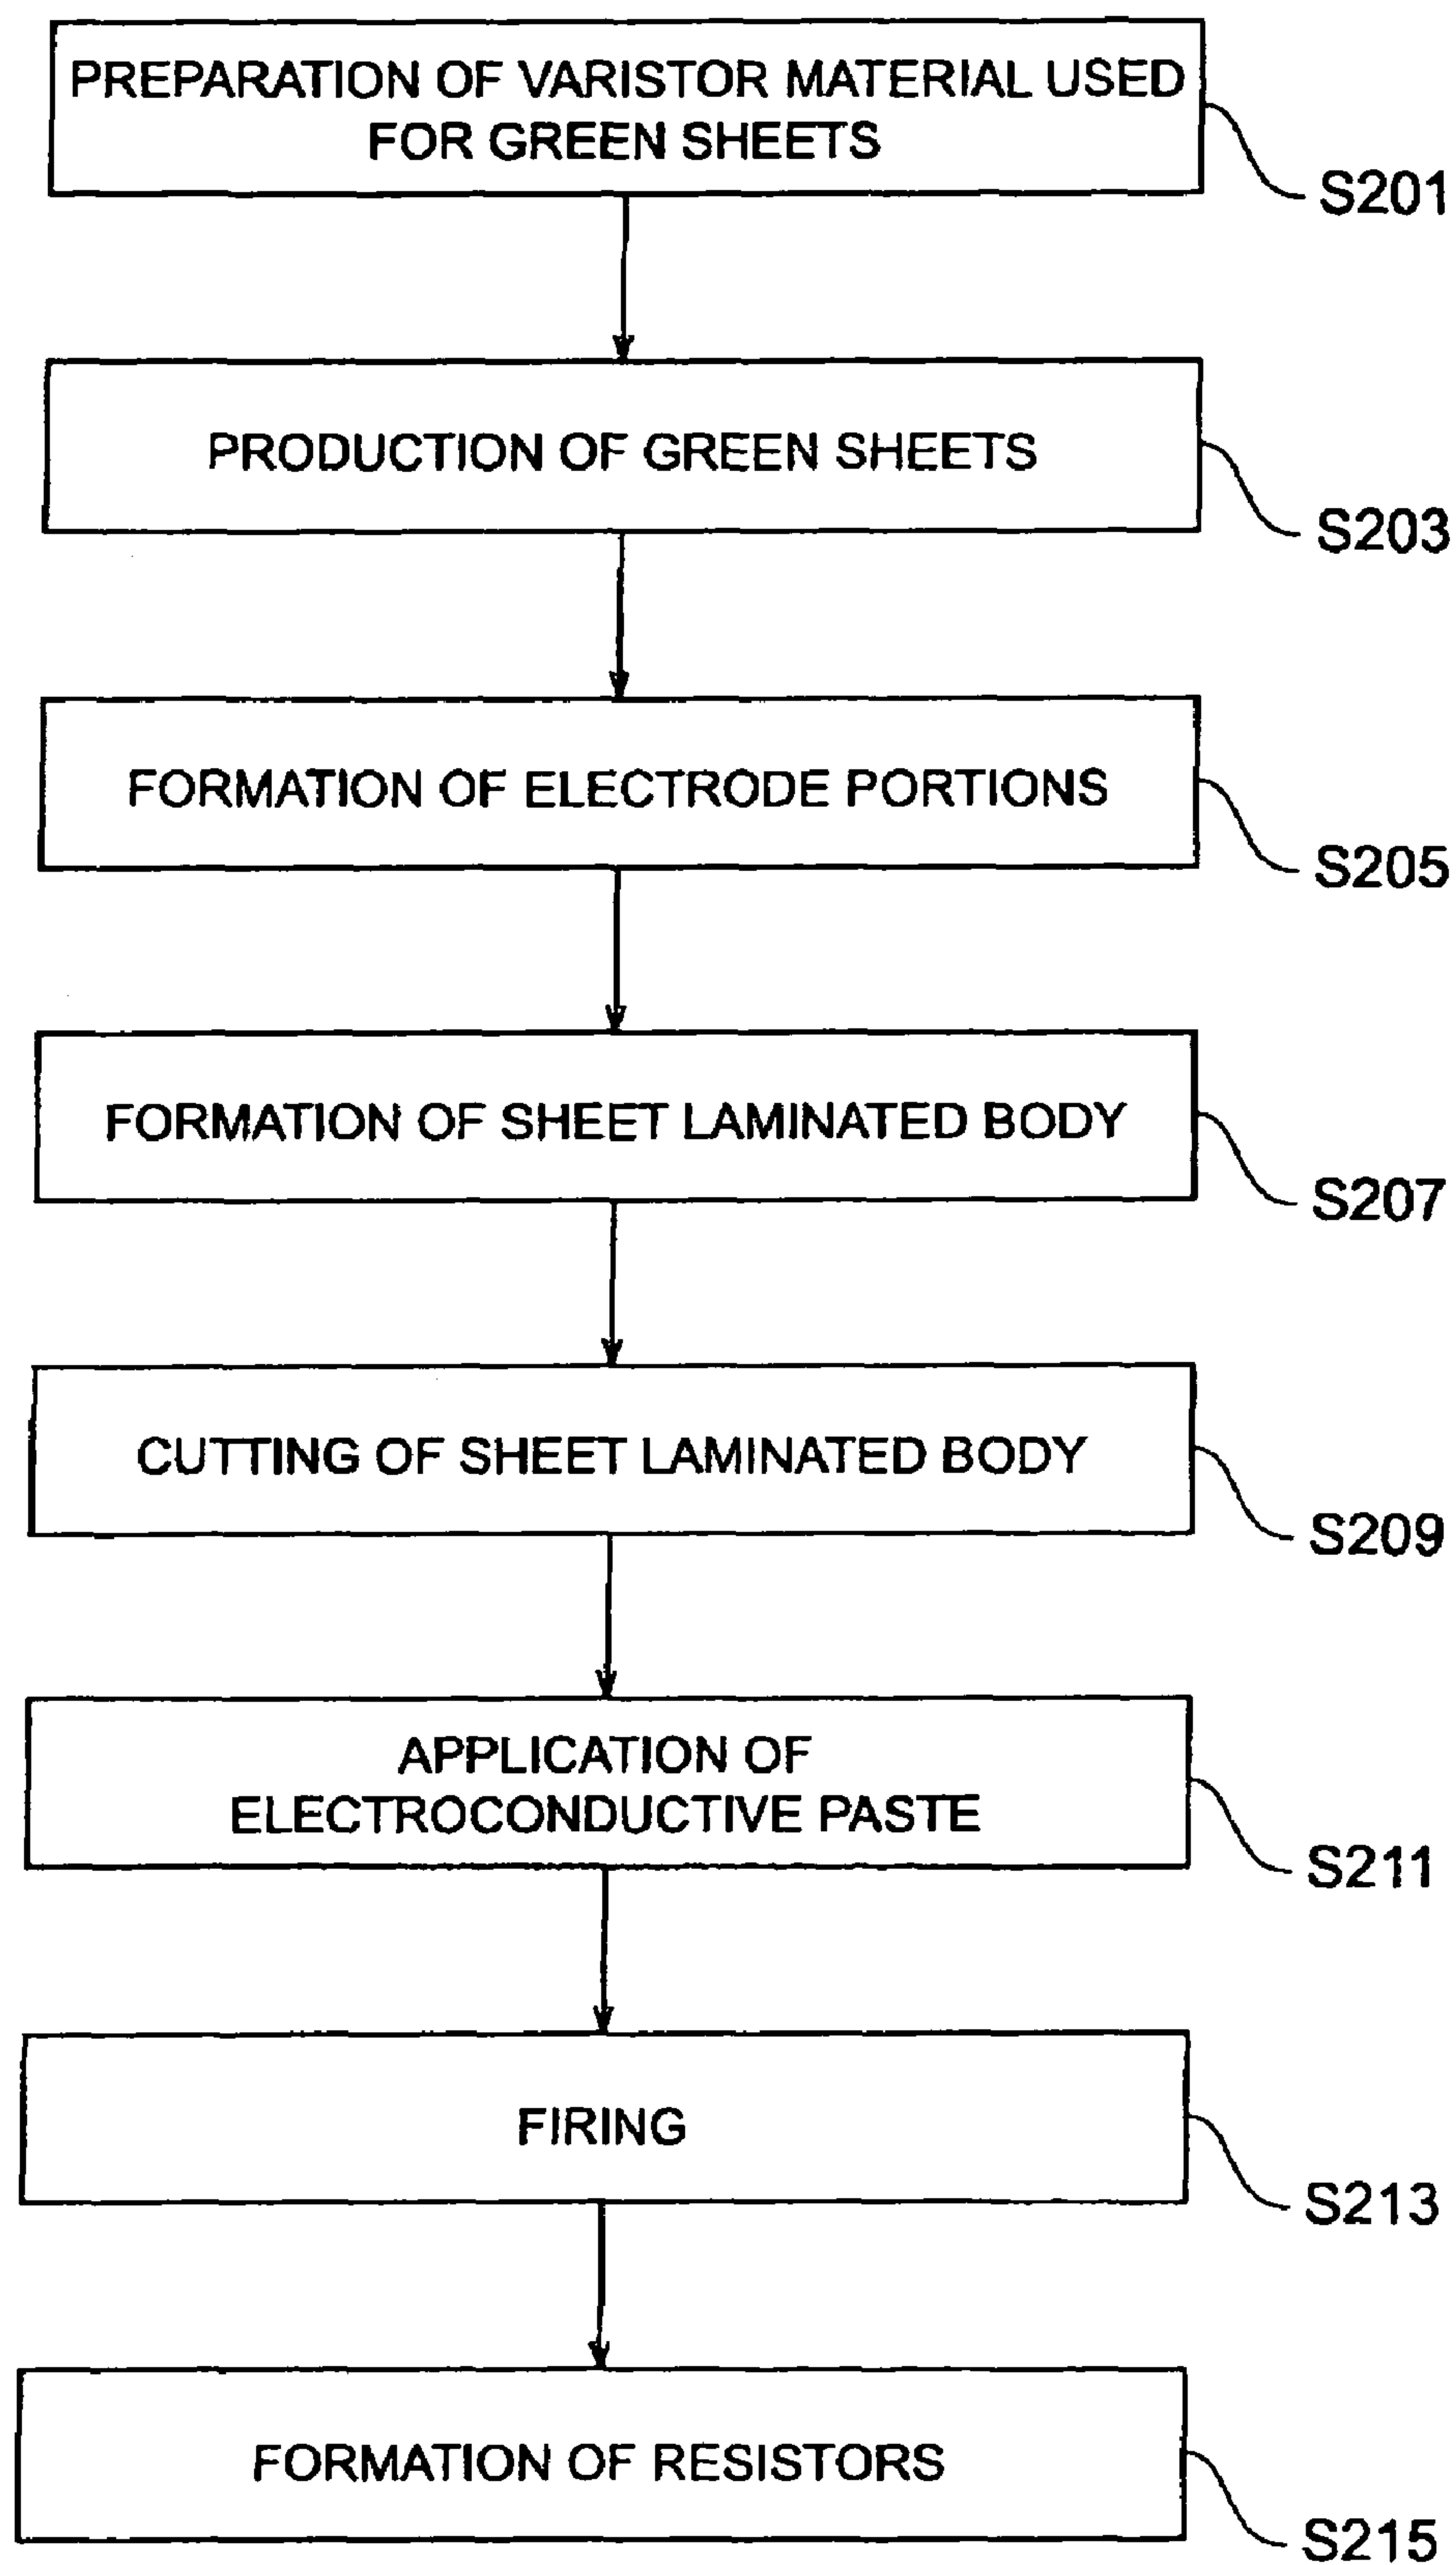 PREPARATION OF VARISTOR MATERIAL USED
FOR GREEN SHEETS
S201
PRODUCTION OF GREEN SHEETS
S203
FORMATION OF ELECTRODE PORTIONS
S205
FORMATION OF SHEET LAMINATED BODY
S207
CUTTING OF SHEET LAMINATED BODY
S209
APPLICATION OF
ELECTROCONDUCTIVE PASTE
S211
FIRING
S213
FORMATION OF RESISTORS
S215